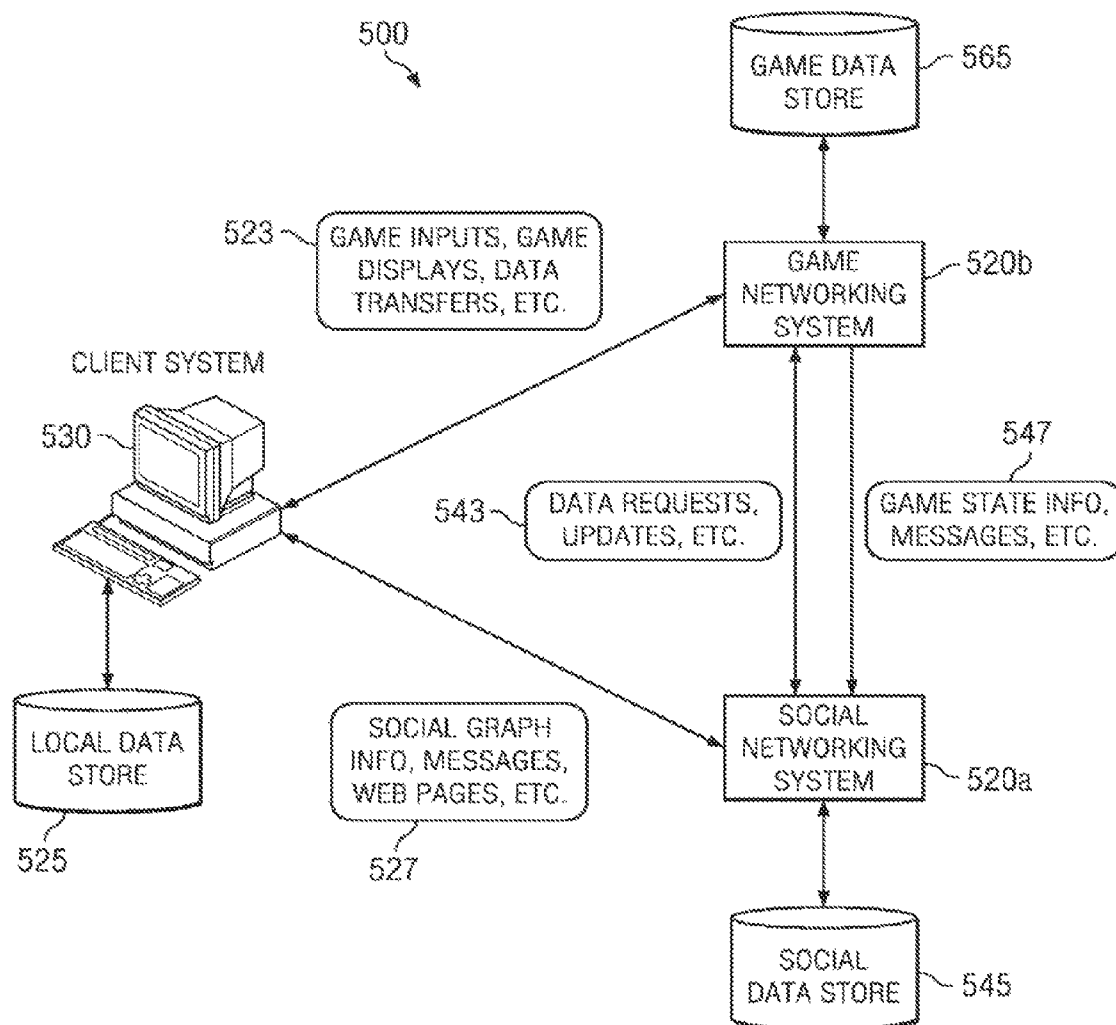 500
GAME DATA
STORE
565
523
GAME INPUTS, GAME
DISPLAYS, DATA
TRANSFERS, ETC.
GAME
NETWORKING
SYSTEM
520b
CLIENT SYSTEM
530
543
DATA REQUESTS,
UPDATES, ETC.
547
GAME STATE INFO,
MESSAGES, ETC.
LOCAL DATA
STORE
525
SOCIAL GRAPH
INFO, MESSAGES,
WEB PAGES, ETC.
527
SOCIAL
NETWORKING
SYSTEM
520a
SOCIAL
DATA STORE
545